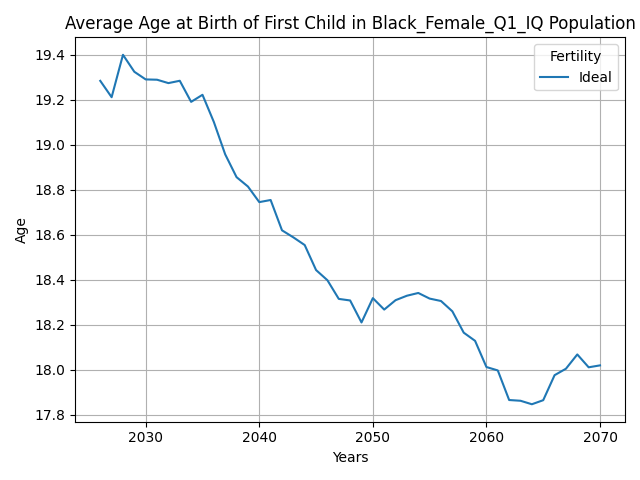 Average Age at Birth of First Child in Black_Female_Q1_IQ Population
Fertility
Ideal
19.4
19.2
19.0
18.8
18.6
18.4
18.2
18.0
17.8
Age
2030 2040 2050 2060 2070
Years